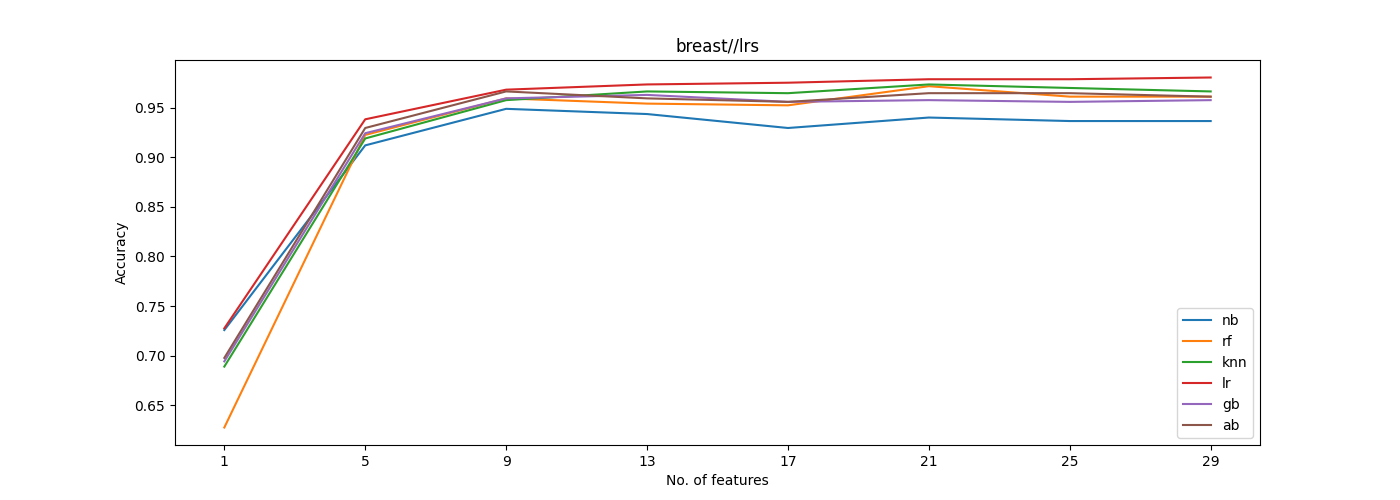 breast//lrs
Accuracy
0.95
0.90
0.85
0.80
0.75
0.70
0.65
1 5 9 13 17 21 25 29
No. of features
nb
rf
knn
lr
gb
ab